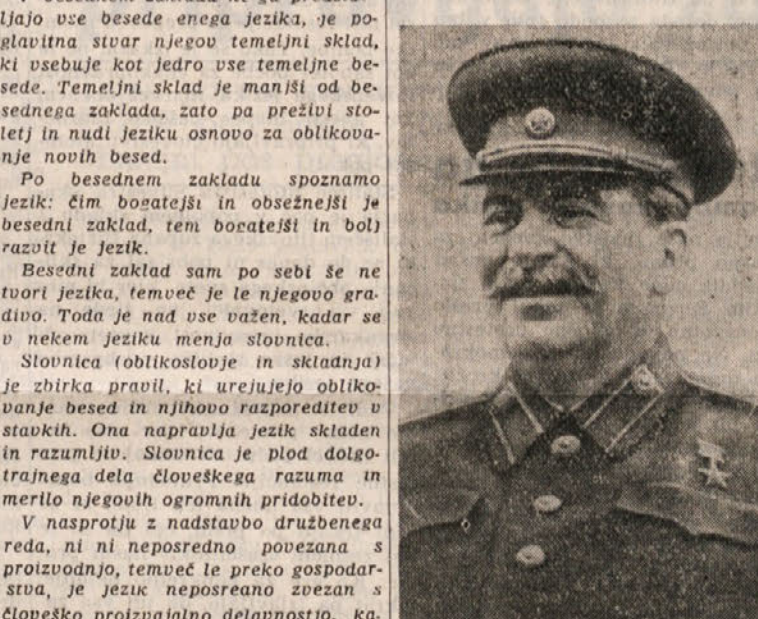 ljajo vse besede enega jezika, je po-
glavitna stvar njegov temeljni sklad,
ki vsebuje kot jedro vse temeljne be-
sede. Temeljni sklad je manjši od be-
sednega zaklada, zato pa preživi sto-
letj in nudi jeziku osnovo za oblikova-
nje novih besed.
Po besednem zakladu spoznamo
jezik: čim bogatejši in obsežnejši je
besedni zaklad, tem bogatejši in bolj
razvit je jezik.
Besedni zaklad sam po sebi še ne
tvori jezika, temveč je le njegovo gra-
divo. Toda je nad vse važen, kadar se
v nekem jeziku menja slovnica.
Slovnica (oblikoslovje in skladnja)
je zbirka pravil, ki urejujejo obliko-
vanje besed in njihovo razporeditev v
stavkih. Ona napravlja jezik skladen
in razumljiv. Slovnica je plod dolgo-
trajnega dela človeškega razuma in
merilo njegovih ogromnih pridobitev.
V nasprotju z nadstavbo družbenega
reda, ni ni neposredno povezana s
proizvodnjo, temveč le preko gospodar-
stva, je jezik neposreano zvezan s
človeško proizvajalno delavnostjo, ka-